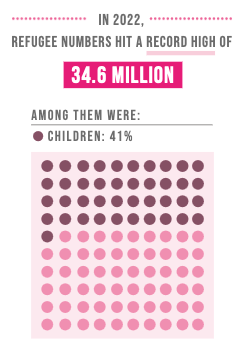 IN 2022,
REFUGEE NUMBERS HIT A RECORD HIGH OF
34.6 MILLION
AMONG THEM WERE:
CHILDREN: 41%